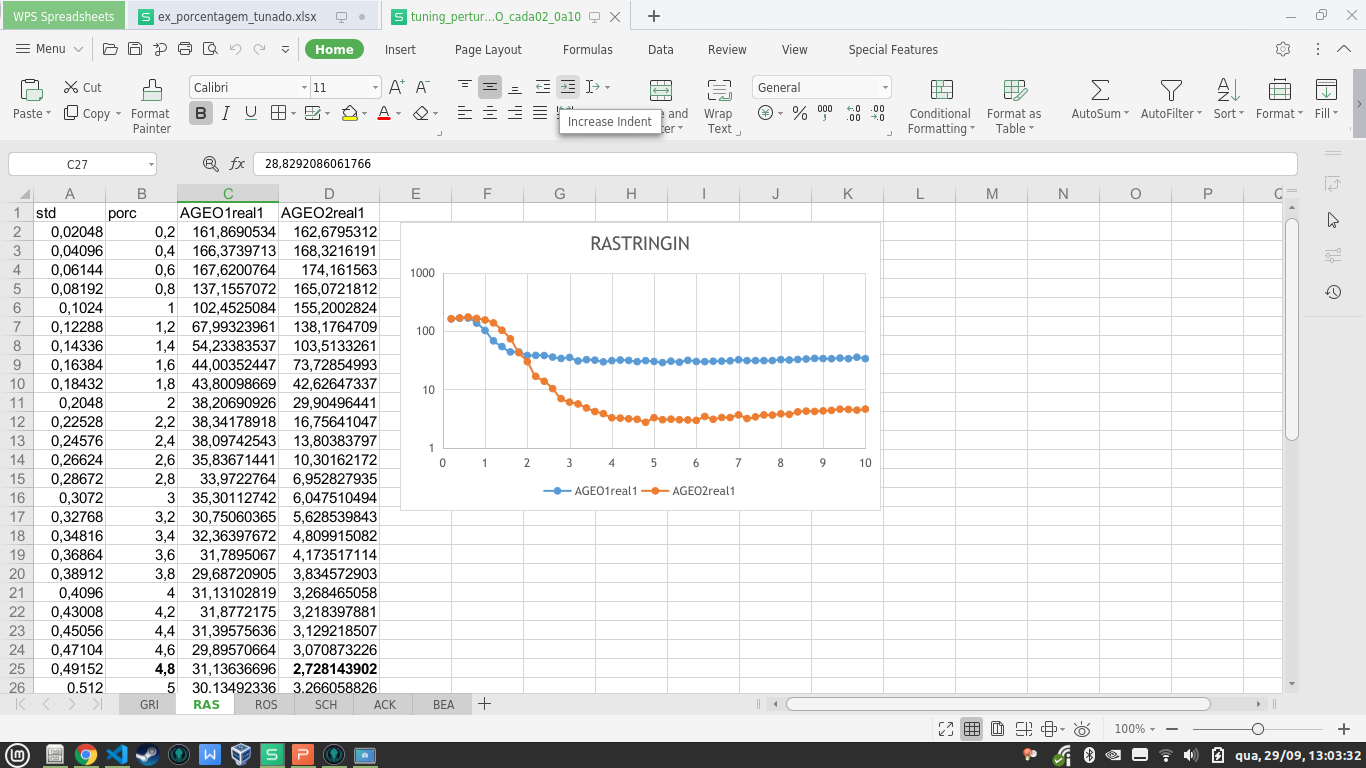 WPS Spreadsheets ex_porcentagem_tunado.xlsx tuning_pertur...O_cada02_0a10
Menu Home Insert Page Layout Formulas Data Review View Special Features
Cut Calibri 11 General
Paste Copy Format Painter Wrap Text Conditional Formatting Format as Table AutoSum AutoFilter Sort Format Fill
Increase Indent
C27 28,8292086061766
A B C D E F G H I J K L M N O P
1 std porc AGEO1real1 AGEO2real1
2 0,02048 0,2 161,8690534 162,6795312
3 0,04096 0,4 166,3739713 168,3216191
4 0,06144 0,6 167,6200764 174,161563
5 0,08192 0,8 137,1557072 165,0721812
6 0,1024 1 102,4525084 155,2002824
7 0,12288 1,2 67,99323961 138,1764709
8 0,14336 1,4 54,23383537 103,5133261
9 0,16384 1,6 44,00352447 73,72854993
10 0,18432 1,8 43,80098669 42,62647337
11 0,2048 2 38,20690926 29,90496441
12 0,22528 2,2 38,34178918 16,75641047
13 0,24576 2,4 38,09742543 13,80383797
14 0,26624 2,6 35,83671441 10,30162172
15 0,28672 2,8 33,9722764 6,952827935
16 0,3072 3 35,30112742 6,047510494
17 0,32768 3,2 30,75060365 5,628539843
18 0,34816 3,4 32,36397672 4,809915082
19 0,36864 3,6 31,7895067 4,173517114
20 0,38912 3,8 29,68720905 3,834572903
21 0,4096 4 31,13102819 3,268465058
22 0,43008 4,2 31,8772175 3,218397881
23 0,45056 4,4 31,39575636 3,129218507
24 0,47104 4,6 29,89570664 3,070873226
25 0,49152 4,8 31,13636696 2,728143902
26 0,512 5 30,13492336 3,266058826
RASTRINGIN
1000
100
10
1
0 1 2 3 4 5 6 7 8 9 10
AGEO1real1 AGEO2real1
GRI RAS ROS SCH ACK BEA
100%
qua, 29/09, 13:03:32